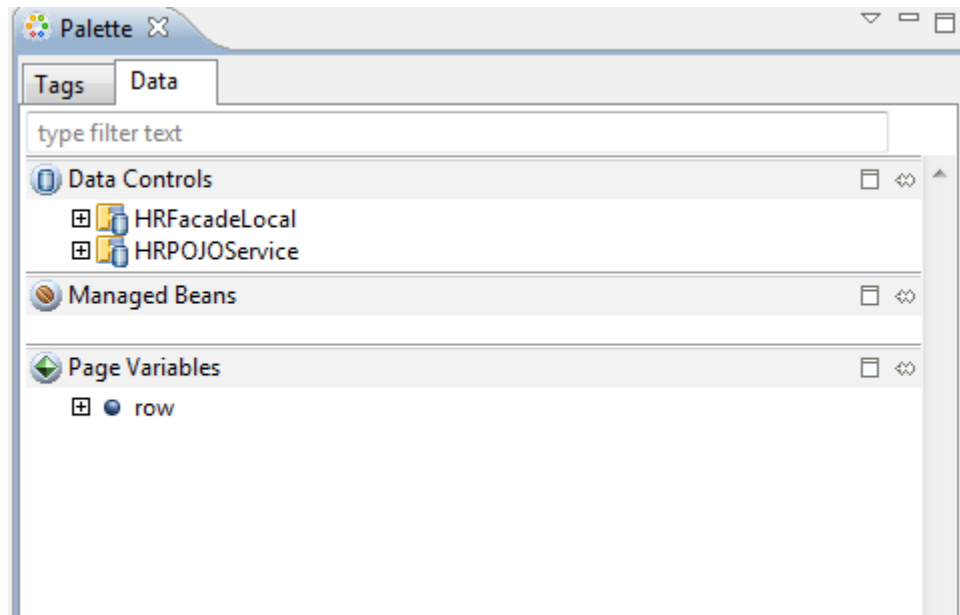 Palette
Tags Data
type filter text
Data Controls
HRFacadeLocal
HRPOJOService
Managed Beans
Page Variables
row